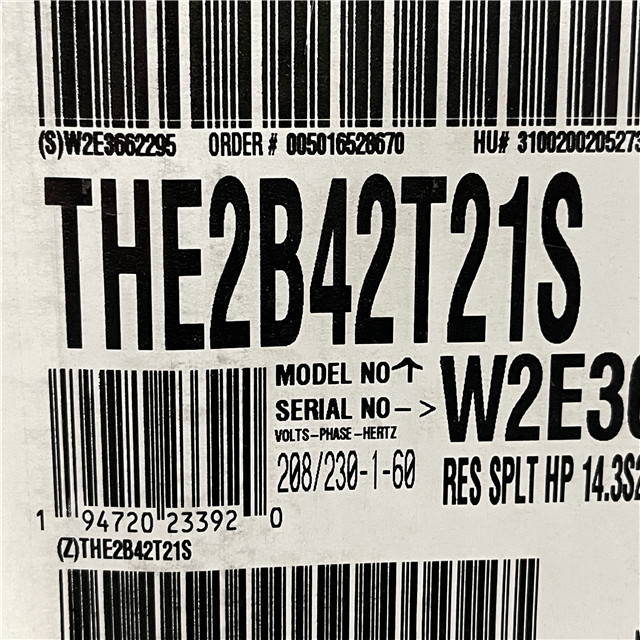 (S)W2E3662295 ORDER # 005016528670 HU# 3100200205273
THE2B42T21S
MODEL NO↑
SERIAL NO-> W2E36
VOLTS-PHASE-HERTZ
208/230-1-60 RES SPLT HP 14.3S2
1 94720 23392 0
(Z)THE2B42T21S